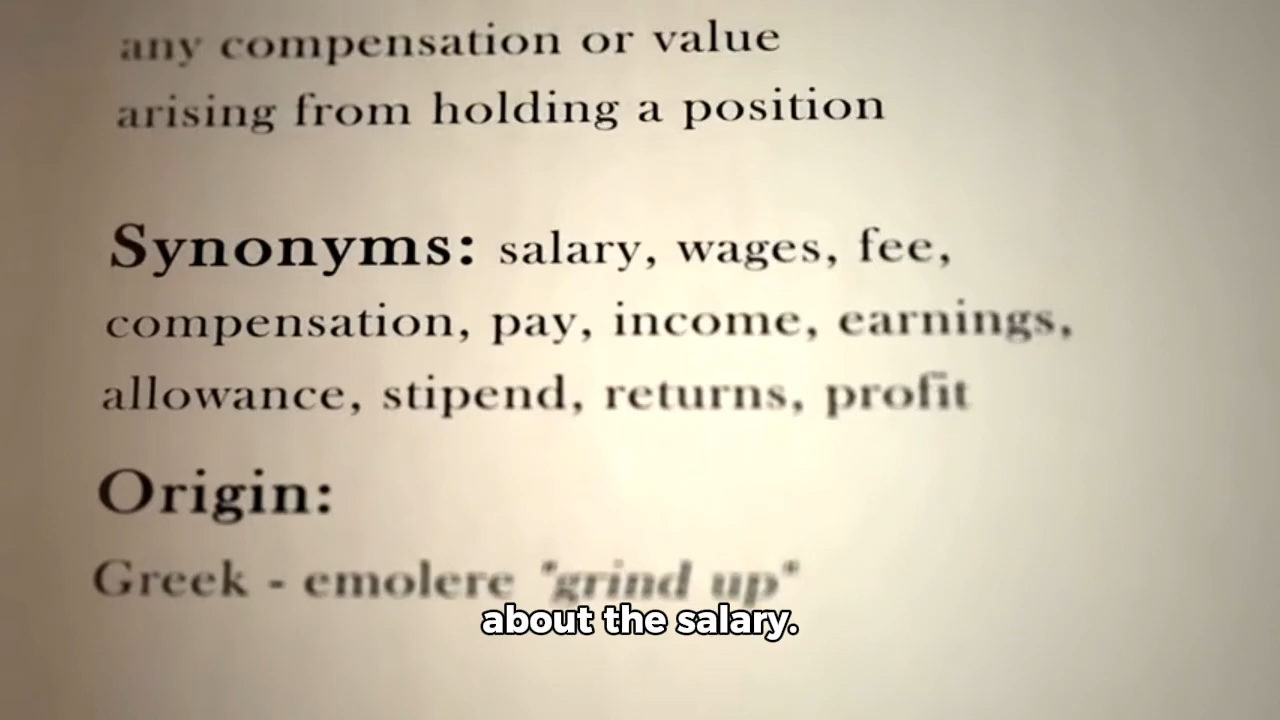 any compensation or value
arising from holding a position
Synonyms: salary, wages, fee,
compensation, pay, income, earnings,
allowance, stipend, returns, profit
Origin:
Greek - emolere "grind up"
about the salary.